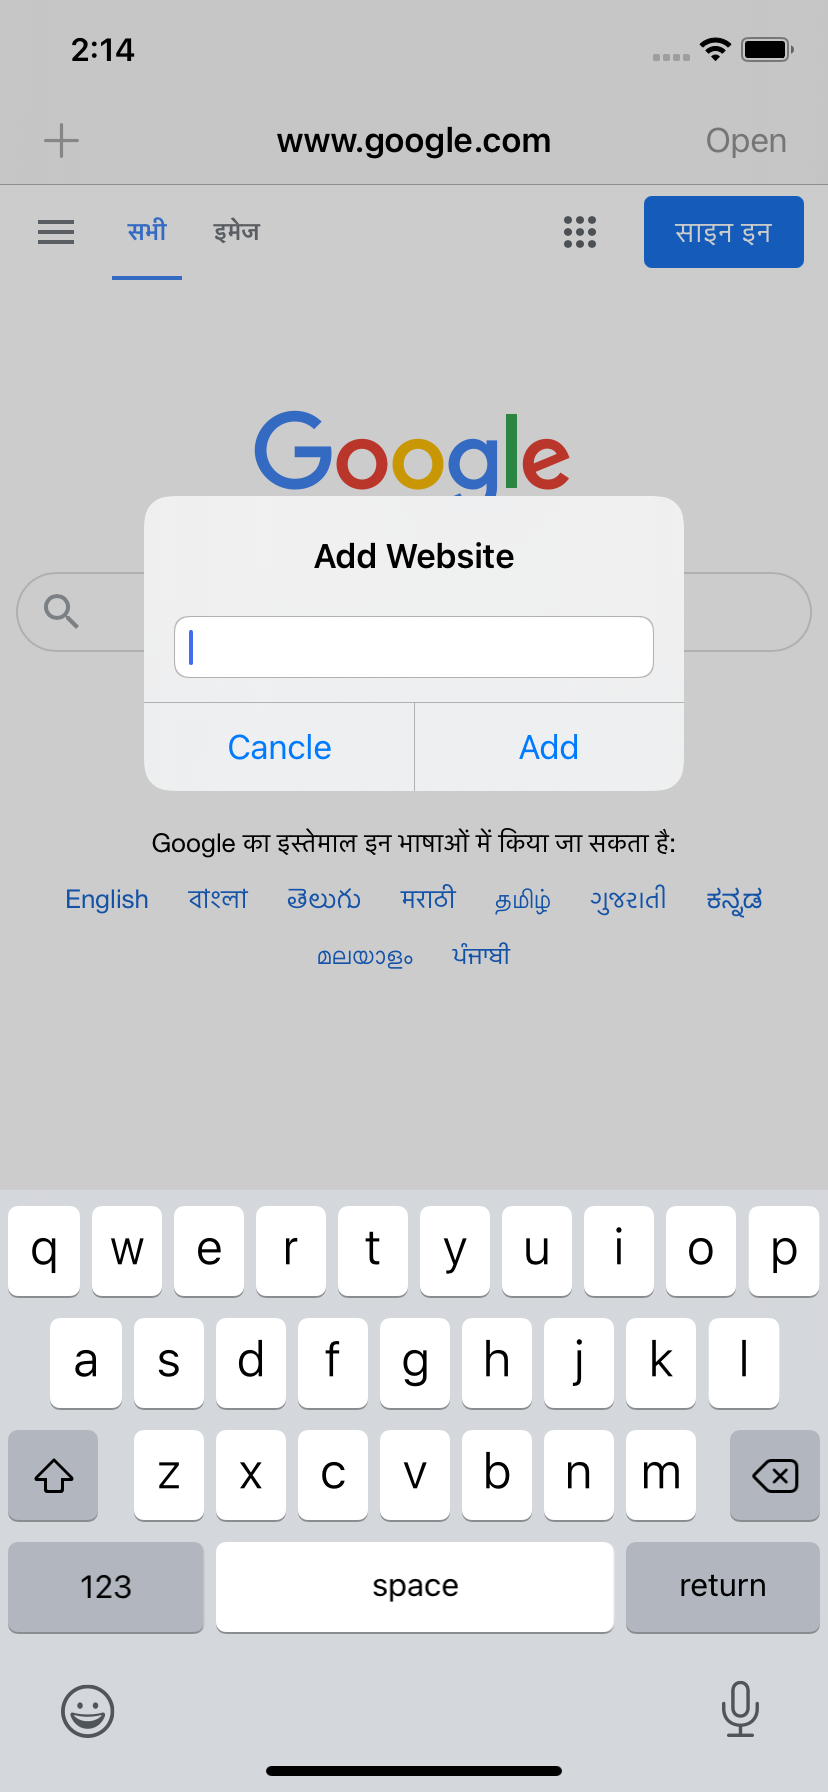 2:14
www.google.com Open
सभी इमेज साइन इन
Google
Add Website
Cancle Add
Google का इस्तेमाल इन भाषाओं में किया जा सकता है:
English বাংলা తెలుగు मराठी தமிழ் ગુજરાતી ಕನ್ನಡ
മലയാളം ਪੰਜਾਬੀ
q w e r t y u i o p
a s d f g h j k l
z x c v b n m
123 space return